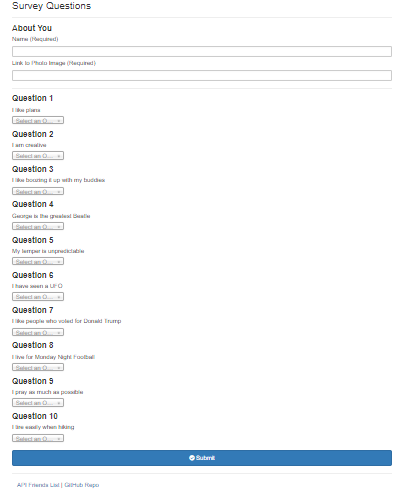 Survey Questions
About You
Name (Required)
Link to Photo Image (Required)
Question 1
I like plans
Select an O...
Question 2
I am creative
Select an O...
Question 3
I like boozing it up with my buddies
Select an O...
Question 4
George is the greatest Beatle
Select an O...
Question 5
My temper is unpredictable
Select an O...
Question 6
I have seen a UFO
Select an O...
Question 7
I like people who voted for Donald Trump
Select an O...
Question 8
I live for Monday Night Football
Select an O...
Question 9
I pray as much as possible
Select an O...
Question 10
I tire easily when hiking
Select an O...
Submit
API Friends List | GitHub Repo